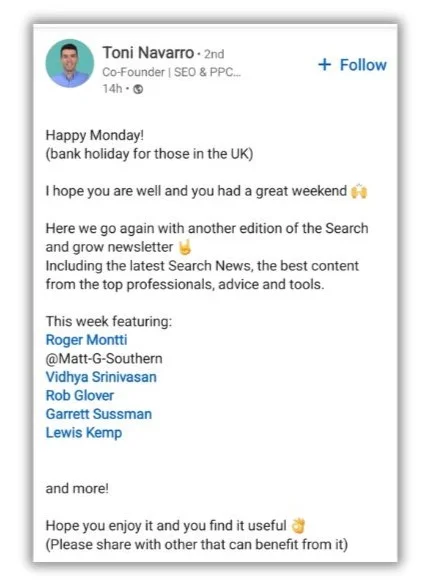 Toni Navarro · 2nd
Co-Founder | SEO & PPC...
14h ·
+ Follow
Happy Monday!
(bank holiday for those in the UK)
I hope you are well and you had a great weekend 🙌
Here we go again with another edition of the Search
and grow newsletter 🤘
Including the latest Search News, the best content
from the top professionals, advice and tools.
This week featuring:
Roger Montti
@Matt-G-Southern
Vidhya Srinivasan
Rob Glover
Garrett Sussman
Lewis Kemp
and more!
Hope you enjoy it and you find it useful 👌
(Please share with other that can benefit from it)